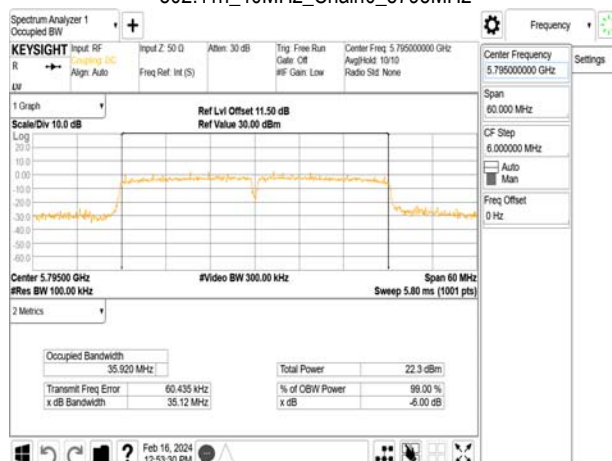 802.11n_40MHz_Chain0_5795MHz
Spectrum Analyzer 1
Occupied BW
Frequency
KEYSIGHT
R
LXI
Input: RF
Coupling: DC
Align: Auto
Input Z: 50 Ω
Freq Ref: Int (S)
Atten: 30 dB
Trig: Free Run
Gate: Off
#IF Gain: Low
Center Freq: 5.795000000 GHz
Avg|Hold: 10/10
Radio Std: None
Center Frequency
5.795000000 GHz
Settings
Span
60.000 MHz
CF Step
6.000000 MHz
Auto
Man
Freq Offset
0 Hz
1 Graph
Scale/Div 10.0 dB
Ref Lvl Offset 11.50 dB
Ref Value 30.00 dBm
Log
20.0
10.0
0.00
-10.0
-20.0
-30.0
-40.0
-50.0
-60.0
Center 5.79500 GHz
#Res BW 100.00 kHz
#Video BW 300.00 kHz
Span 60 MHz
Sweep 5.80 ms (1001 pts)
2 Metrics
Occupied Bandwidth
35.920 MHz
Total Power 22.3 dBm
Transmit Freq Error 60.435 kHz
% of OBW Power 99.00 %
x dB Bandwidth 35.12 MHz
x dB -6.00 dB
Feb 16, 2024
12:53:30 PM